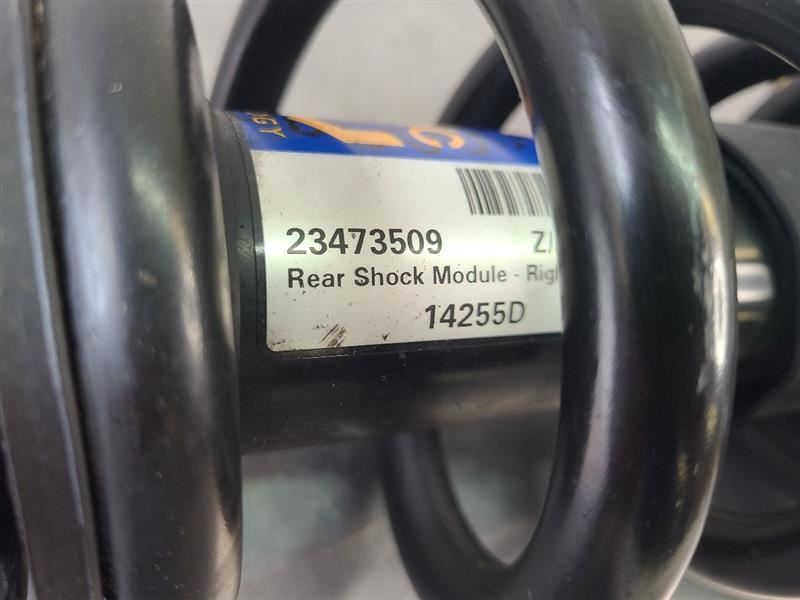 23473509 Z/
Rear Shock Module - Righ
14255D